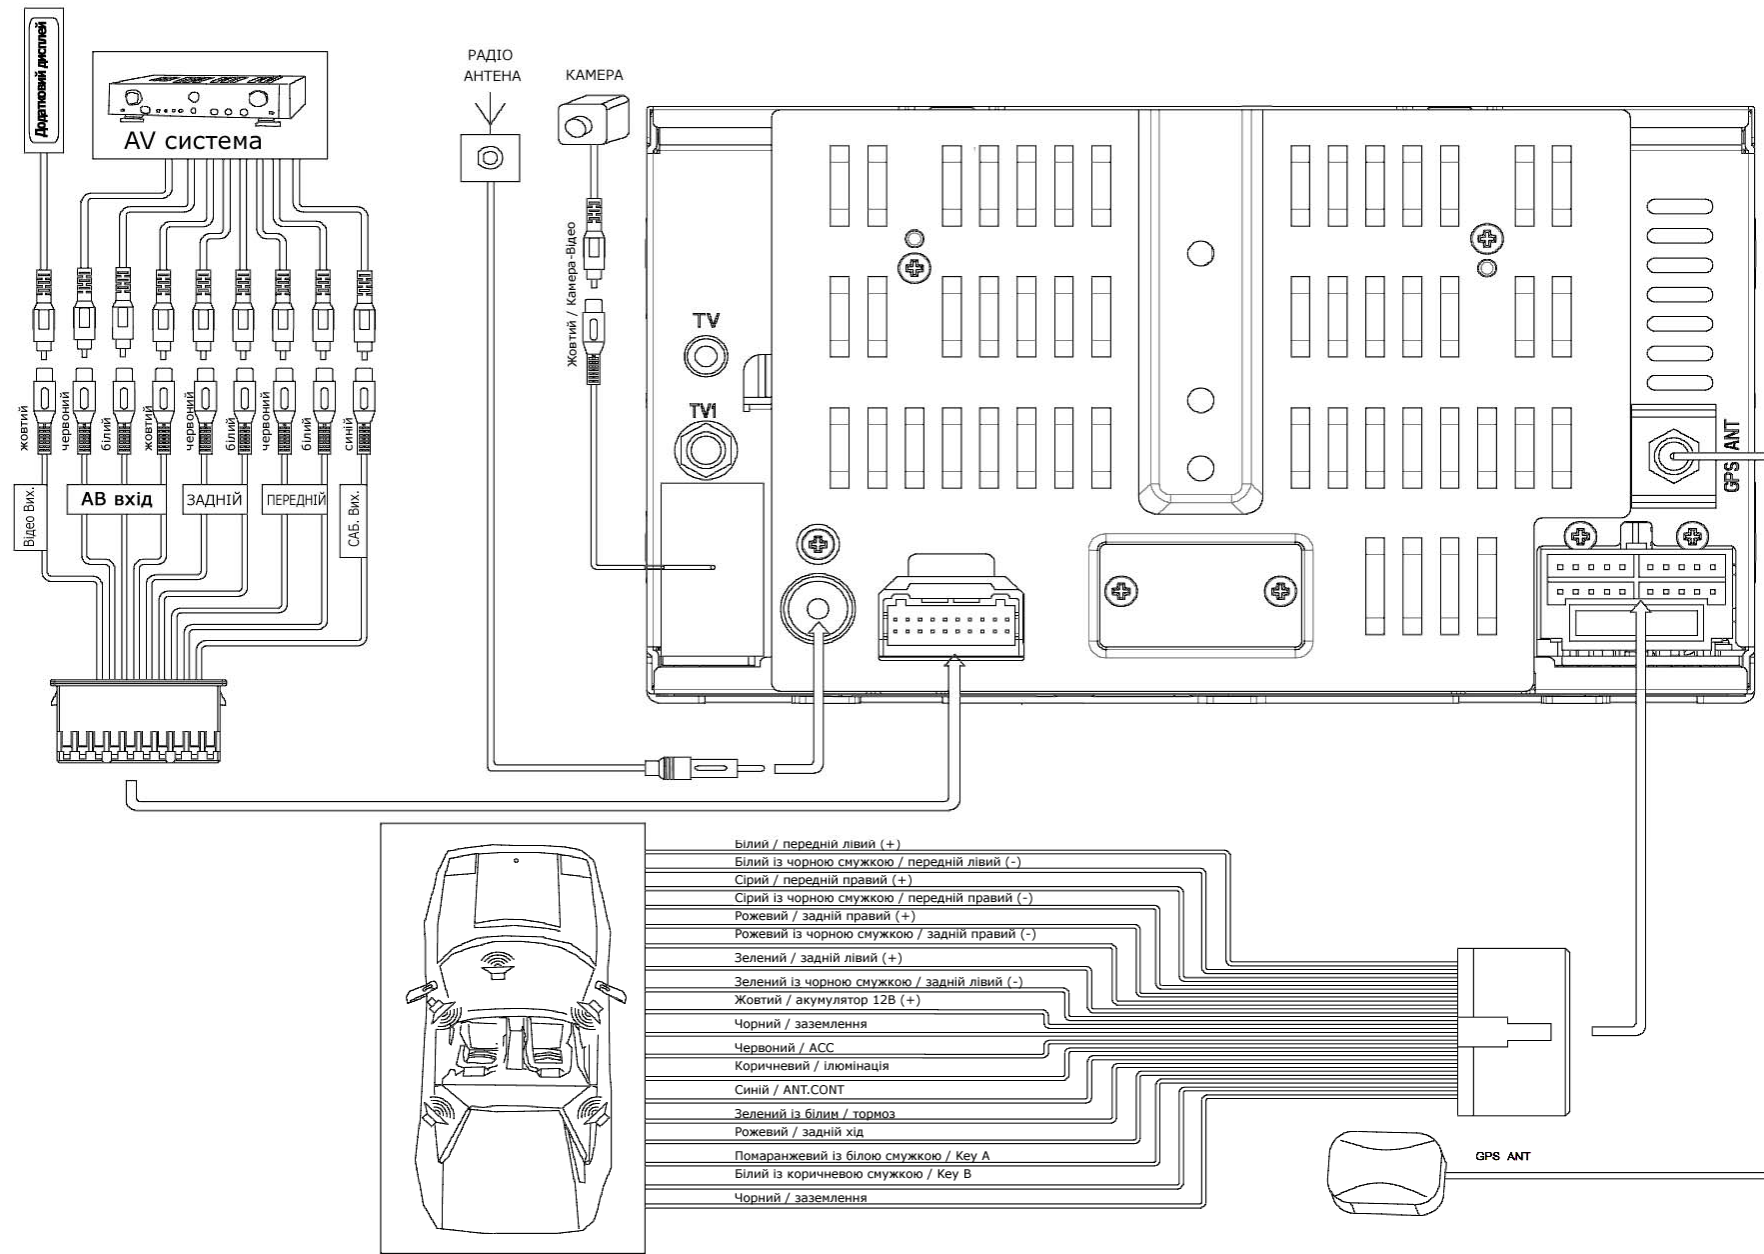 Додатковий дисплей
AV система
РАДІО
АНТЕНА
КАМЕРА
Жовтий / Камера-Відео
TV
TV1
GPS ANT
жовтий
червоний
білий
жовтий
червоний
білий
червоний
білий
синій
Відео Вих.
АВ вхід
ЗАДНІЙ
ПЕРЕДНІЙ
САБ. Вих.
Білий / передній лівий (+)
Білий із чорною смужкою / передній лівий (-)
Сірий / передній правий (+)
Сірий із чорною смужкою / передній правий (-)
Рожевий / задній правий (+)
Рожевий із чорною смужкою / задній правий (-)
Зелений / задній лівий (+)
Зелений із чорною смужкою / задній лівий (-)
Жовтий / акумулятор 12В (+)
Чорний / заземлення
Червоний / ACC
Коричневий / ілюмінація
Синій / ANT.CONT
Зелений із білим / тормоз
Рожевий / задній хід
Помаранжевий із білою смужкою / Key A
Білий із коричневою смужкою / Key B
Чорний / заземлення
GPS ANT